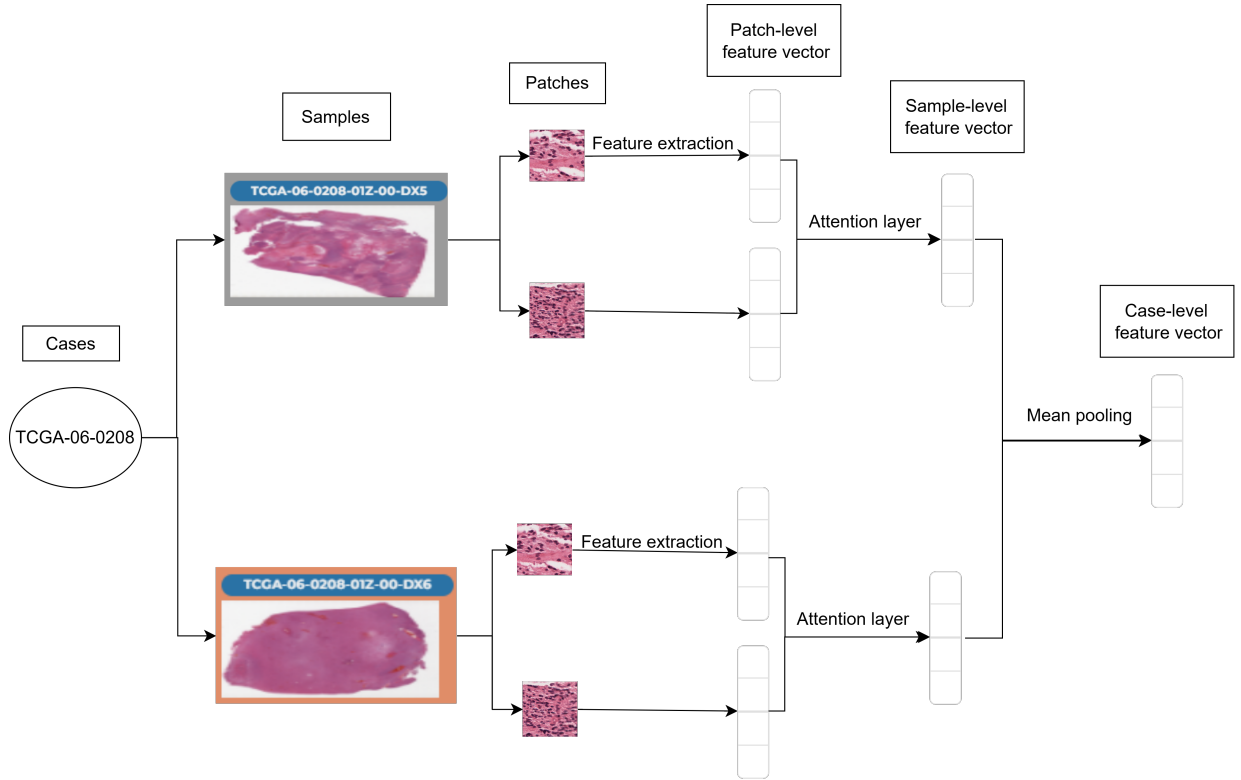 Patch-level
feature vector
Patches
Samples
Sample-level
feature vector
Feature extraction
TCGA-06-0208-01Z-00-DX5
Attention layer
Case-level
feature vector
Cases
TCGA-06-0208
Mean pooling
Feature extraction
TCGA-06-0208-01Z-00-DX6
Attention layer